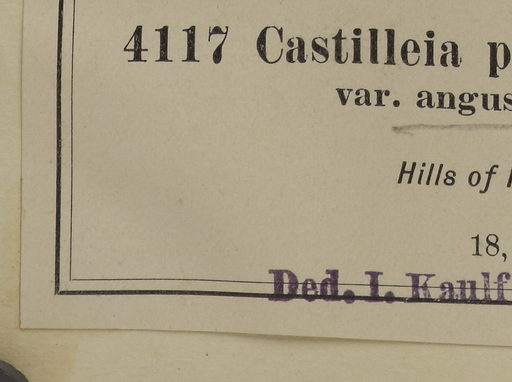 4117 Castilleia p
var. angus
Hills of
18,
Ded. I. Kaulf